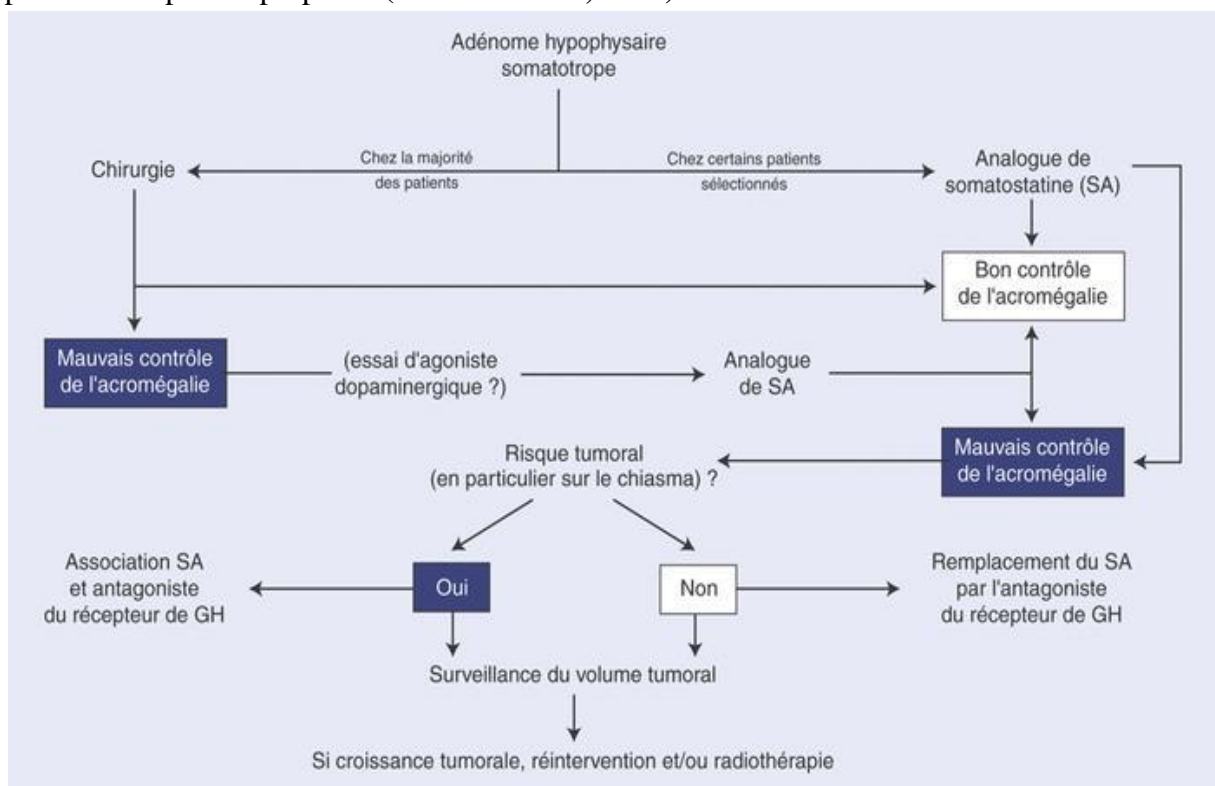 Adénome hypophysaire
somatotrope
Chirurgie
Chez la majorité
des patients
Chez certains patients
sélectionnés
Analogue de
somatostatine (SA)
Bon contrôle
de l'acromégalie
Mauvais contrôle
de l'acromégalie
(essai d'agoniste
dopaminergique ?)
Analogue
de SA
Mauvais contrôle
de l'acromégalie
Risque tumoral
(en particulier sur le chiasma) ?
Association SA
et antagoniste
du récepteur de GH
Oui
Non
Remplacement du SA
par l'antagoniste
du récepteur de GH
Surveillance du volume tumoral
Si croissance tumorale, réintervention et/ou radiothérapie